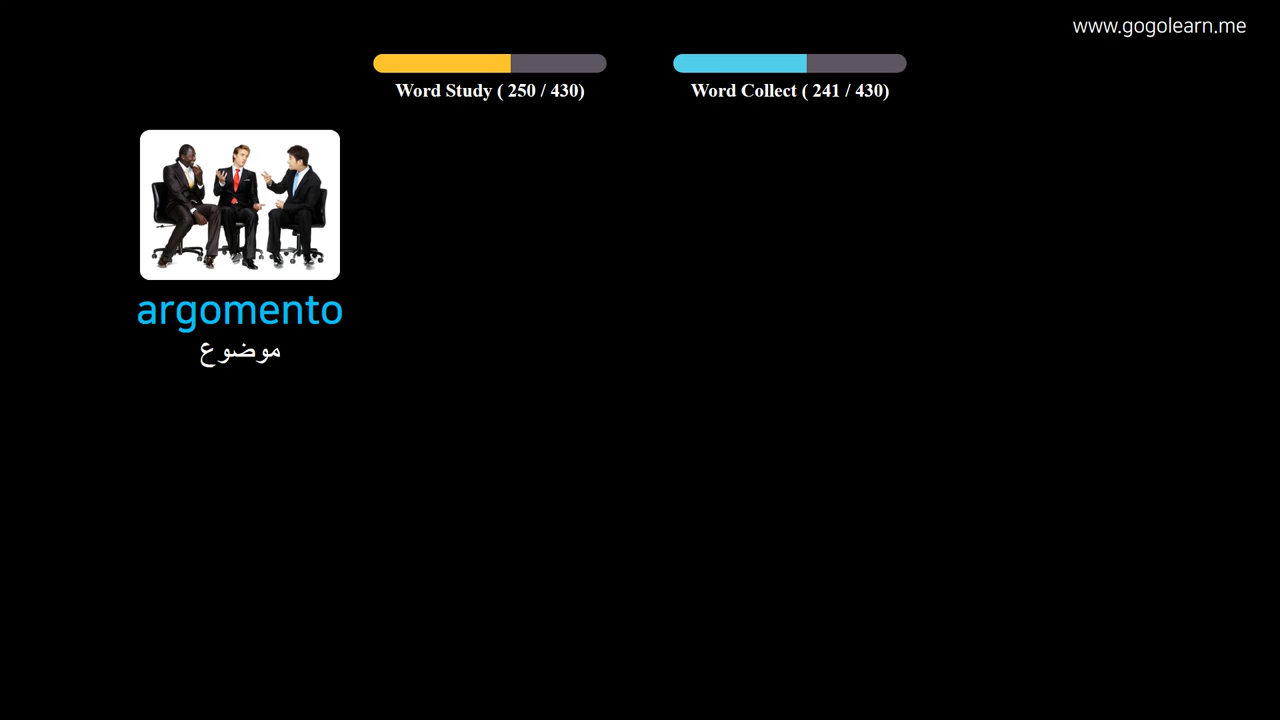 www.gogolearn.me
Word Study ( 250 / 430)
Word Collect ( 241 / 430)
argomento
موضوع